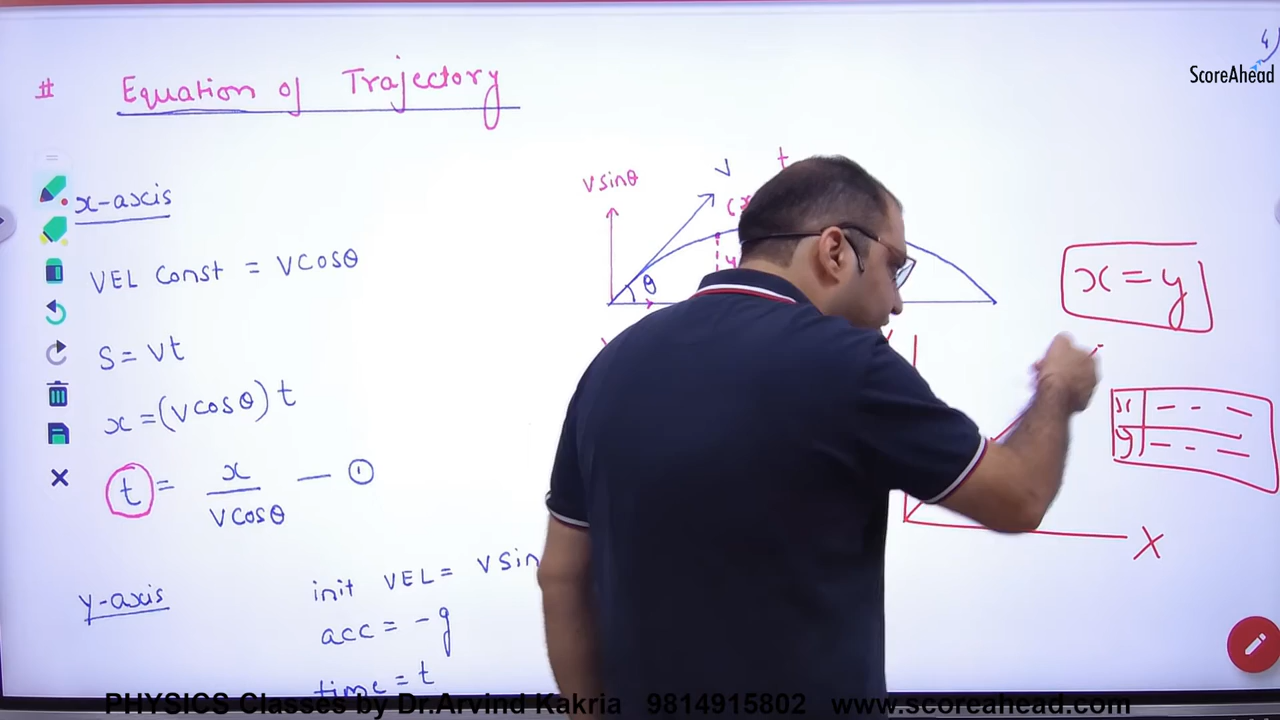 # Equation of Trajectory
4
ScoreAhead
x-axis
VEL Const = Vcosθ
S = Vt
x = (Vcosθ) t
t = x / Vcosθ — ①
y-axis
init VEL = V Sin
acc = -g
time = t
Vsinθ
V
t
(x
y
θ
x = y
x | - - -
y | - - -
X
PHYSICS Classes by Dr.Arvind Kakria 9814915802 www.scoreahead.com